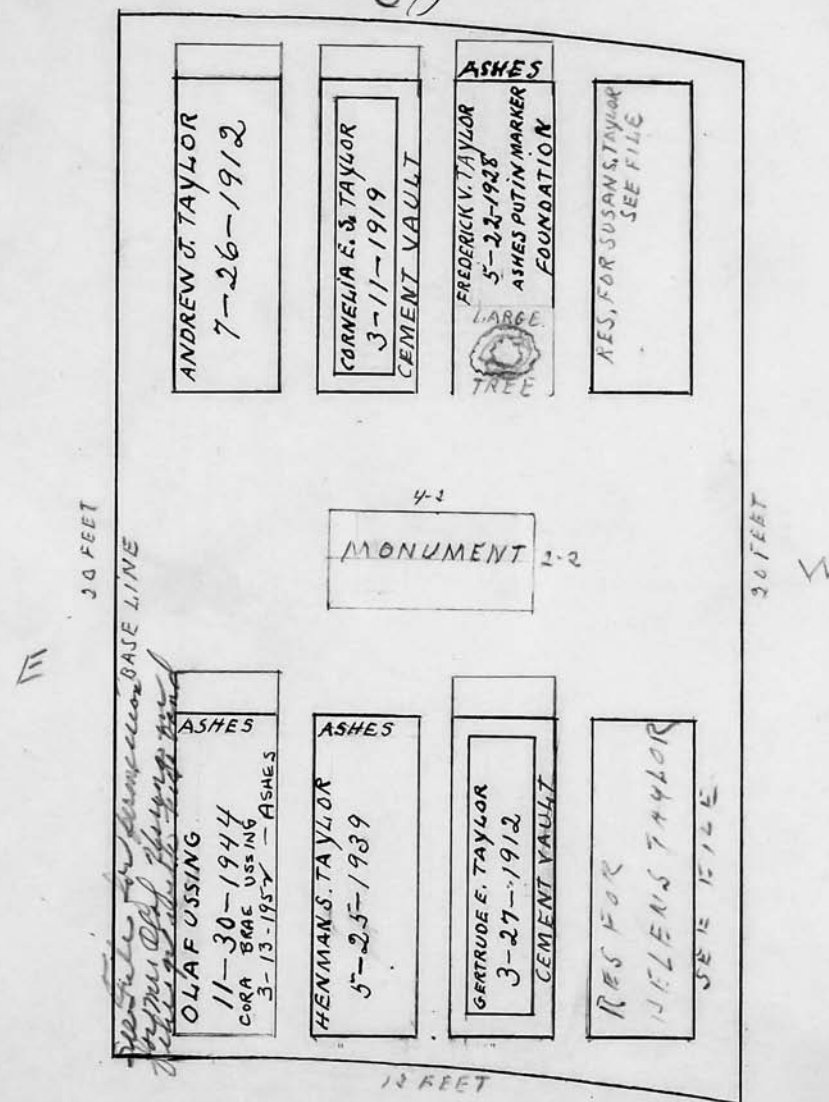 ANDREW J. TAYLOR
7-26-1912
CORNELIA E. S. TAYLOR
3-11-1919
CEMENT VAULT
ASHES
FREDERICK V. TAYLOR
5-22-1928
ASHES PUT IN MARKER
FOUNDATION
LARGE
TREE
RES. FOR SUSAN S. TAYLOR
SEE FILE
20 FEET
BASE LINE
4-2
MONUMENT
2-2
20 FEET
E
ASHES
OLAF USSING
11-30-1944
CORA BRAE USSING
3-13-1952 - ASHES
ASHES
HENMAN S. TAYLOR
5-25-1939
GERTRUDE E. TAYLOR
3-27-1912
CEMENT VAULT
RES FOR
HELEN S TAYLOR
SEE FILE
12 FEET